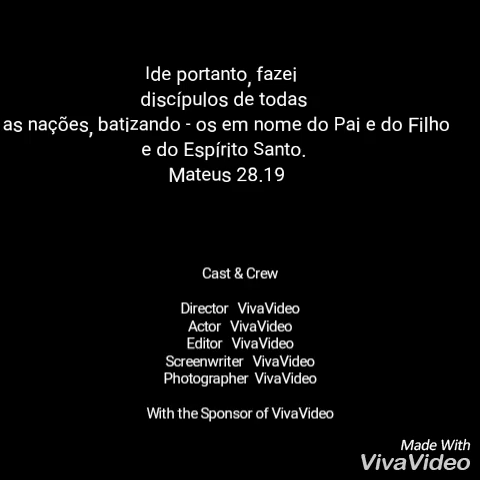 Ide portanto, fazei
discípulos de todas
as nações, batizando - os em nome do Pai e do Filho
e do Espírito Santo.
Mateus 28.19
Cast & Crew
Director VivaVideo
Actor VivaVideo
Editor VivaVideo
Screenwriter VivaVideo
Photographer VivaVideo
With the Sponsor of VivaVideo
Made With
VivaVideo